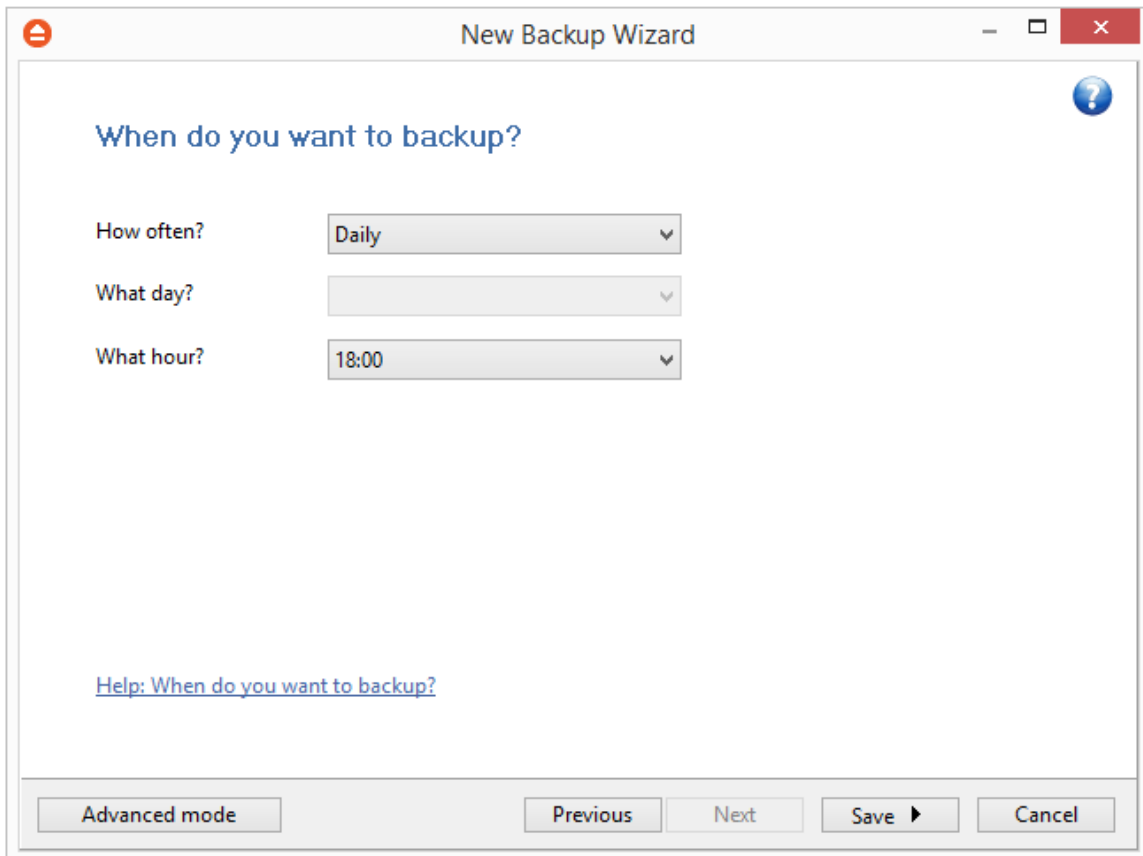 New Backup Wizard
When do you want to backup?
How often? Daily
What day?
What hour? 18:00
Help: When do you want to backup?
Advanced mode Previous Next Save Cancel